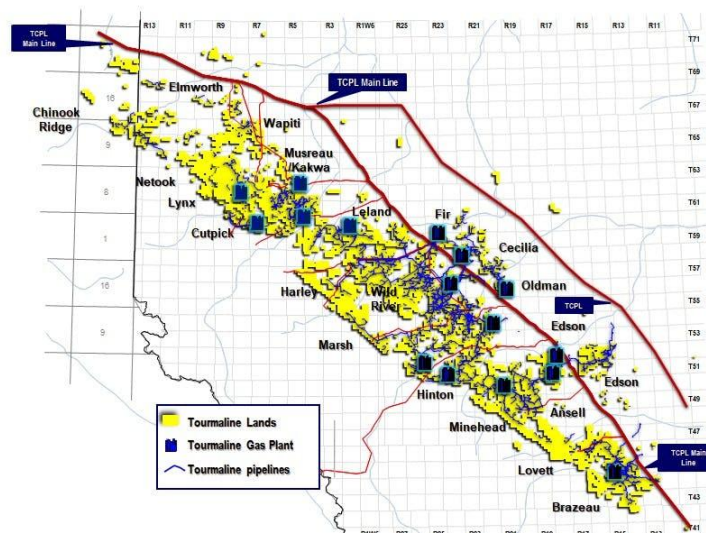 R13 R11 R9 R7 R5 R3 R1W6 R25 R23 R21 R19 R17 R15 R13 R11
TCPL
Main Line
T71
T69
TCPL Main Line
Elmworth
T67
Chinook
Ridge
16
Wapiti
T65
9
Musreau
/Kakwa
T63
Netook
8
Lynx
Leland
Fir
T61
Cutpick
Cecilia
T59
1
T57
Harley
Wild
River
Oldman
16
TCPL
T55
Marsh
Edson
9
T53
Hinton
Edson
T51
Ansell
T49
Minehead
T47
Tourmaline Lands
Tourmaline Gas Plant
Tourmaline pipelines
Lovett
TCPL Main
Line
Brazeau
T43
T41